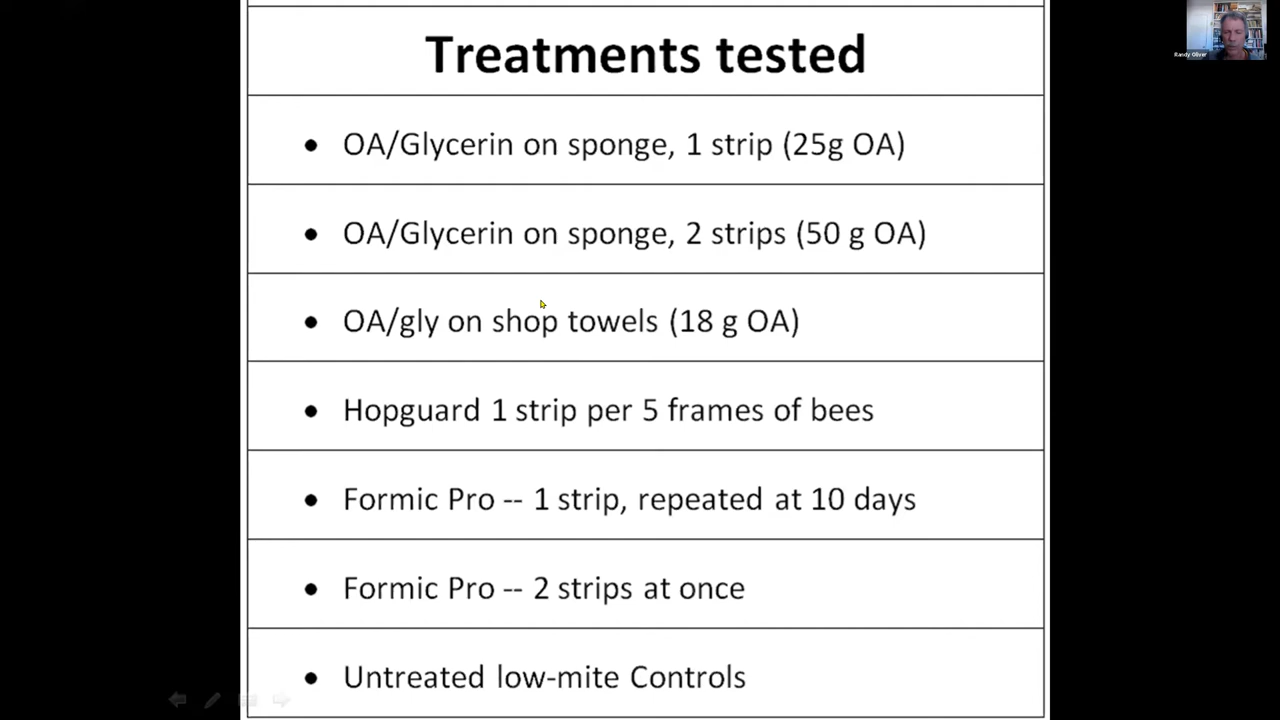 Treatments tested
• OA/Glycerin on sponge, 1 strip (25g OA)
• OA/Glycerin on sponge, 2 strips (50 g OA)
• OA/gly on shop towels (18 g OA)
• Hopguard 1 strip per 5 frames of bees
• Formic Pro -- 1 strip, repeated at 10 days
• Formic Pro -- 2 strips at once
• Untreated low-mite Controls
Randy Oliver